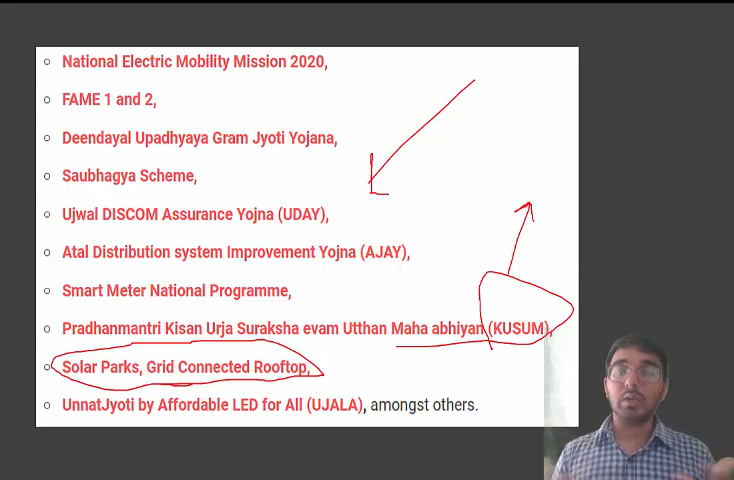 National Electric Mobility Mission 2020,
FAME 1 and 2,
Deendayal Upadhyaya Gram Jyoti Yojana,
Saubhagya Scheme,
Ujwal DISCOM Assurance Yojna (UDAY),
Atal Distribution system Improvement Yojna (AJAY),
Smart Meter National Programme,
Pradhanmantri Kisan Urja Suraksha evam Utthan Maha abhiyan (KUSUM),
Solar Parks, Grid Connected Rooftop,
UnnatJyoti by Affordable LED for All (UJALA), amongst others.